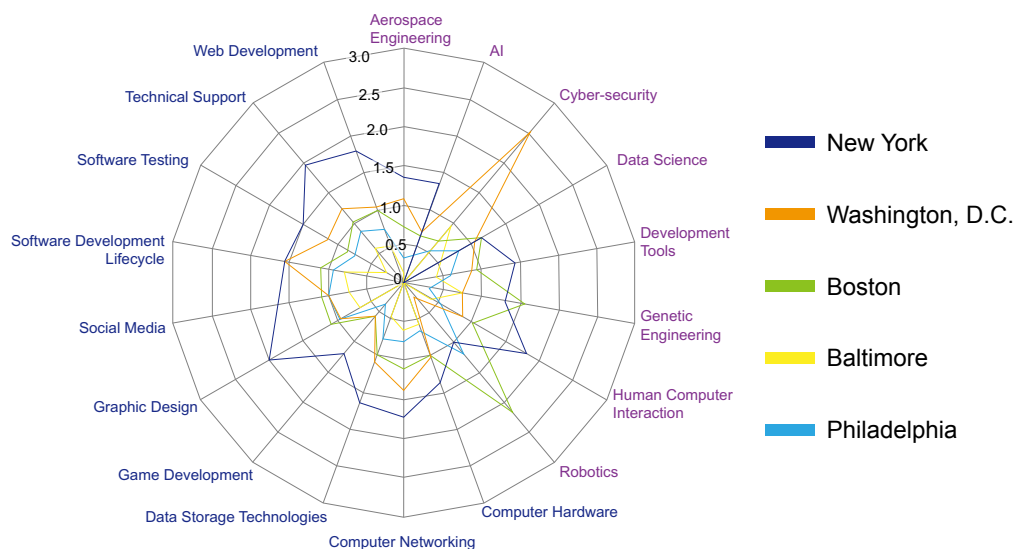 Aerospace
Engineering
AI
Cyber-security
Data Science
Development
Tools
Genetic
Engineering
Human Computer
Interaction
Robotics
Computer Hardware
Computer Networking
Data Storage Technologies
Game Development
Graphic Design
Social Media
Software Development
Lifecycle
Software Testing
Technical Support
Web Development
3.0
2.5
2.0
1.5
1.0
0.5
0
New York
Washington, D.C.
Boston
Baltimore
Philadelphia